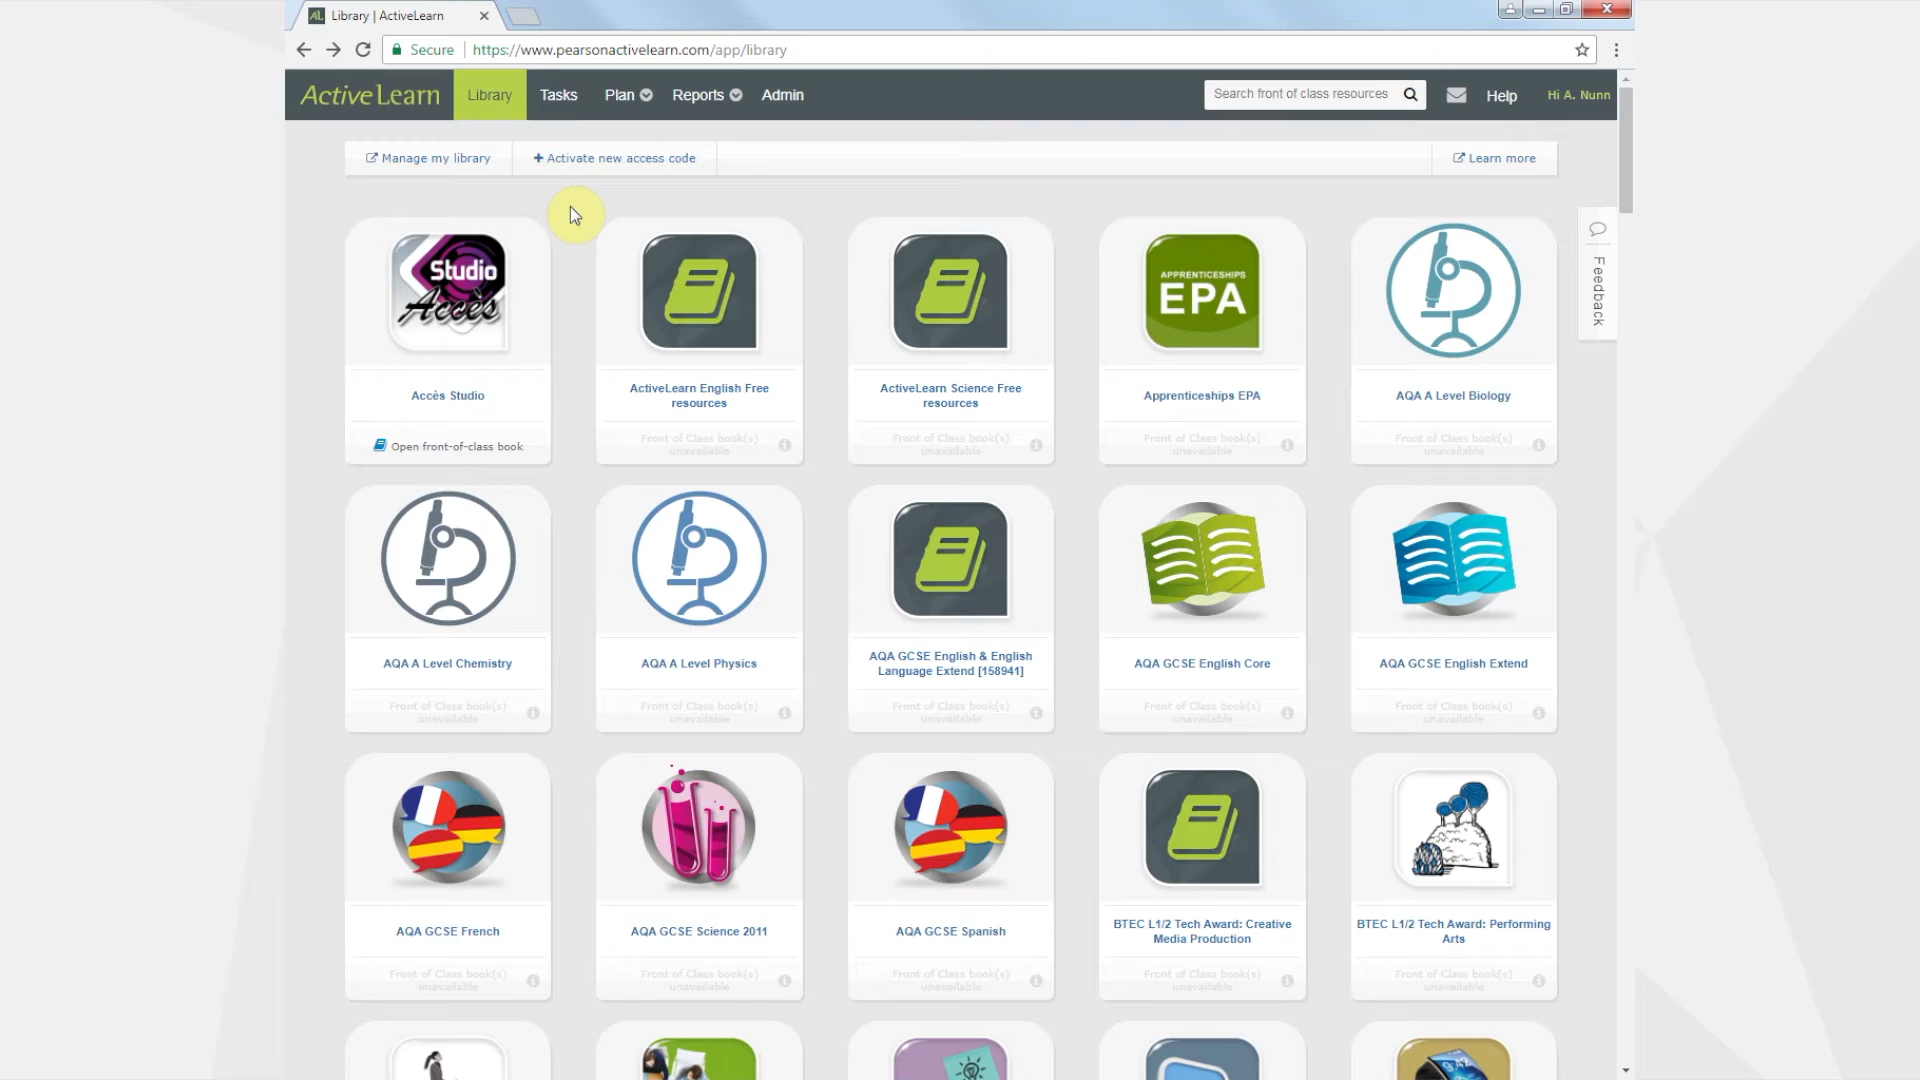 Library | ActiveLearn
Secure https://www.pearsonactivelearn.com/app/library
ActiveLearn Library Tasks Plan Reports Admin Search front of class resources Help Hi A. Nunn
Manage my library + Activate new access code Learn more
Feedback
Studio
Accès
APPRENTICESHIPS
EPA
Accès Studio
ActiveLearn English Free
resources
ActiveLearn Science Free
resources
Apprenticeships EPA
AQA A Level Biology
Open front-of-class book
Front of Class book(s)
unavailable
Front of Class book(s)
unavailable
Front of Class book(s)
unavailable
Front of Class book(s)
unavailable
AQA A Level Chemistry
AQA A Level Physics
AQA GCSE English & English
Language Extend [158941]
AQA GCSE English Core
AQA GCSE English Extend
Front of Class book(s)
unavailable
Front of Class book(s)
unavailable
Front of Class book(s)
unavailable
Front of Class book(s)
unavailable
Front of Class book(s)
unavailable
AQA GCSE French
AQA GCSE Science 2011
AQA GCSE Spanish
BTEC L1/2 Tech Award: Creative
Media Production
BTEC L1/2 Tech Award: Performing
Arts
Front of Class book(s)
unavailable
Front of Class book(s)
unavailable
Front of Class book(s)
unavailable
Front of Class book(s)
unavailable
Front of Class book(s)
unavailable